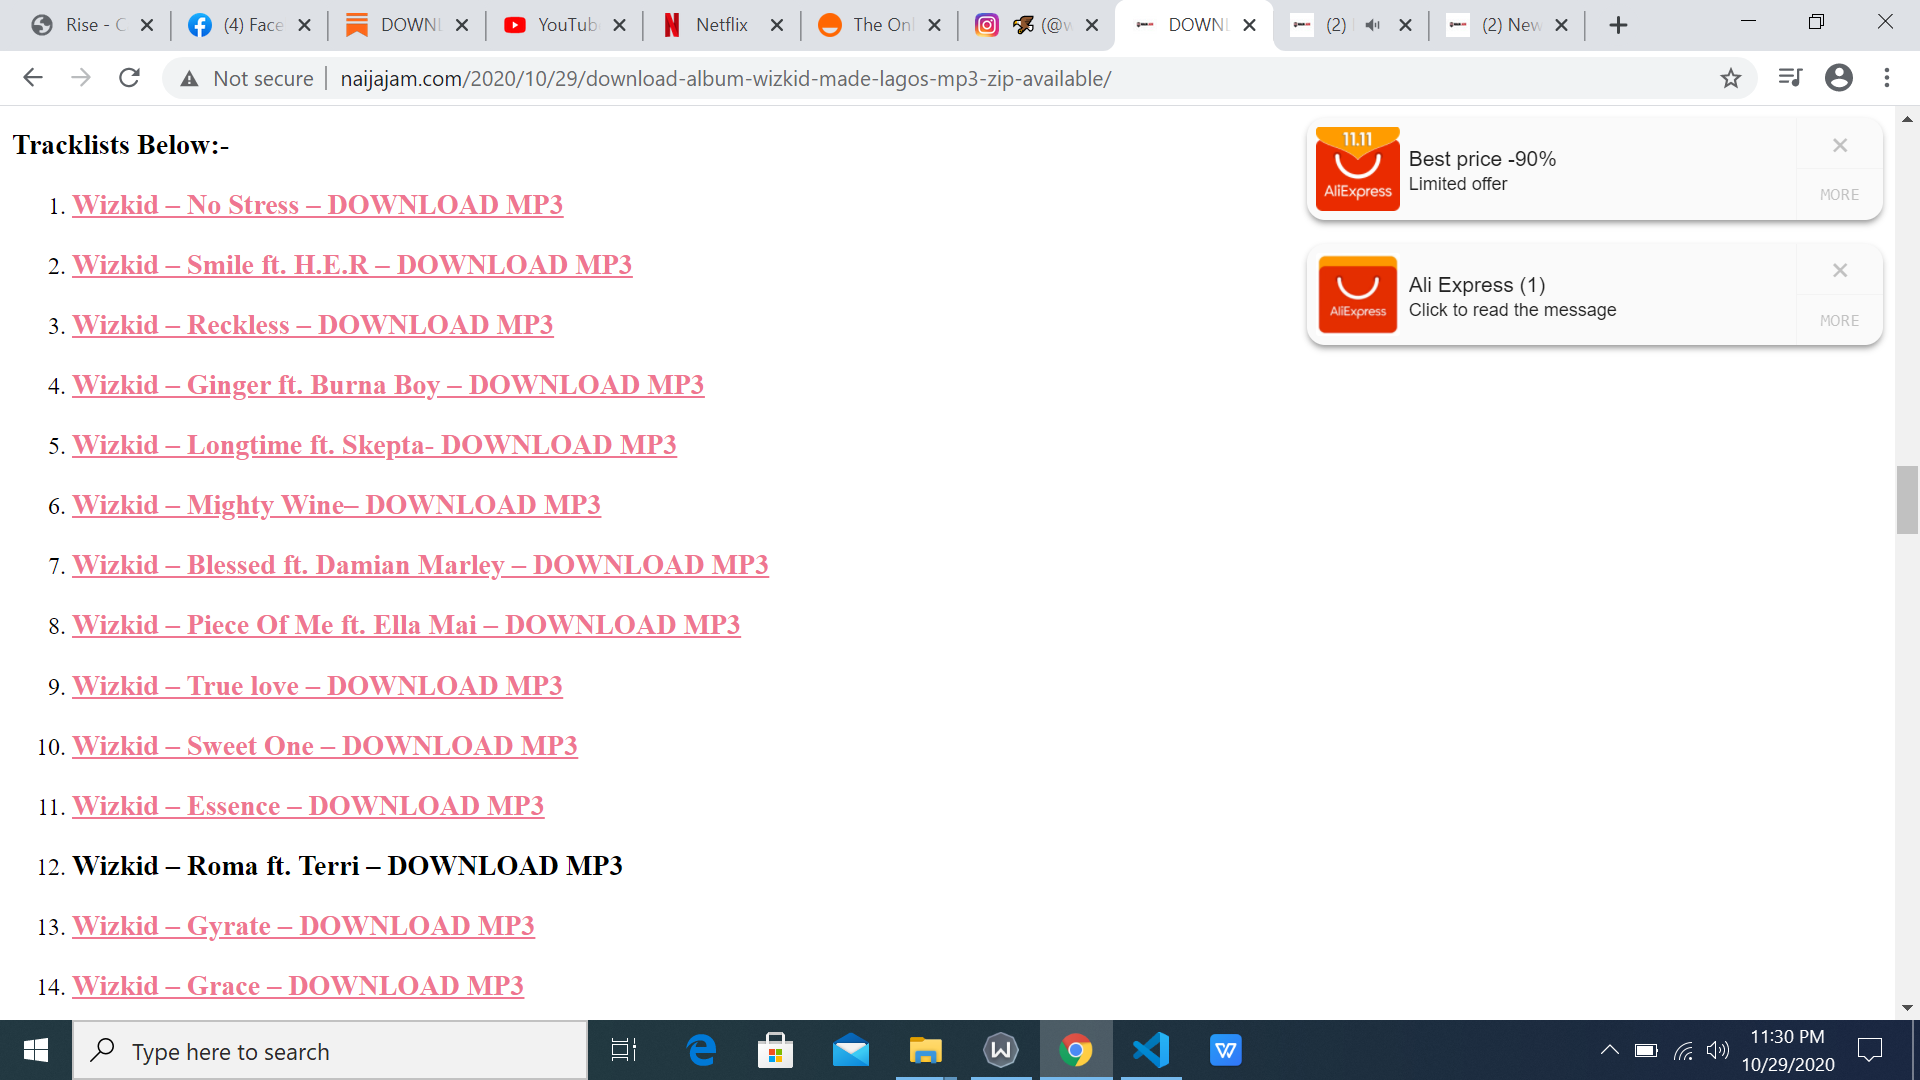 Rise - C
(4) Face
DOWNL
YouTub
Netflix
The Onl
(@w
DOWNL
(2)
(2) New
Not secure
naijajam.com/2020/10/29/download-album-wizkid-made-lagos-mp3-zip-available/
Tracklists Below:-
1. Wizkid – No Stress – DOWNLOAD MP3
2. Wizkid – Smile ft. H.E.R – DOWNLOAD MP3
3. Wizkid – Reckless – DOWNLOAD MP3
4. Wizkid – Ginger ft. Burna Boy – DOWNLOAD MP3
5. Wizkid – Longtime ft. Skepta- DOWNLOAD MP3
6. Wizkid – Mighty Wine– DOWNLOAD MP3
7. Wizkid – Blessed ft. Damian Marley – DOWNLOAD MP3
8. Wizkid – Piece Of Me ft. Ella Mai – DOWNLOAD MP3
9. Wizkid – True love – DOWNLOAD MP3
10. Wizkid – Sweet One – DOWNLOAD MP3
11. Wizkid – Essence – DOWNLOAD MP3
12. Wizkid – Roma ft. Terri – DOWNLOAD MP3
13. Wizkid – Gyrate – DOWNLOAD MP3
14. Wizkid – Grace – DOWNLOAD MP3
11.11
AliExpress
Best price -90%
Limited offer
MORE
AliExpress
Ali Express (1)
Click to read the message
MORE
Type here to search
11:30 PM
10/29/2020